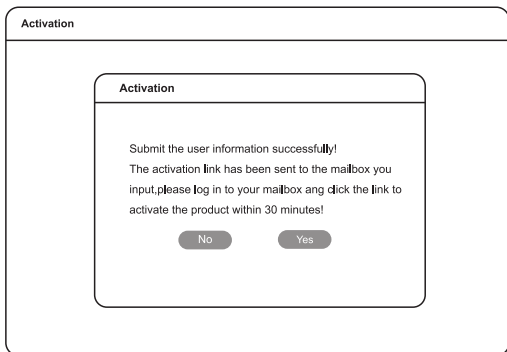 Activation
Activation
Submit the user information successfully!
The activation link has been sent to the mailbox you
input,please log in to your mailbox ang click the link to
activate the product within 30 minutes!
No Yes